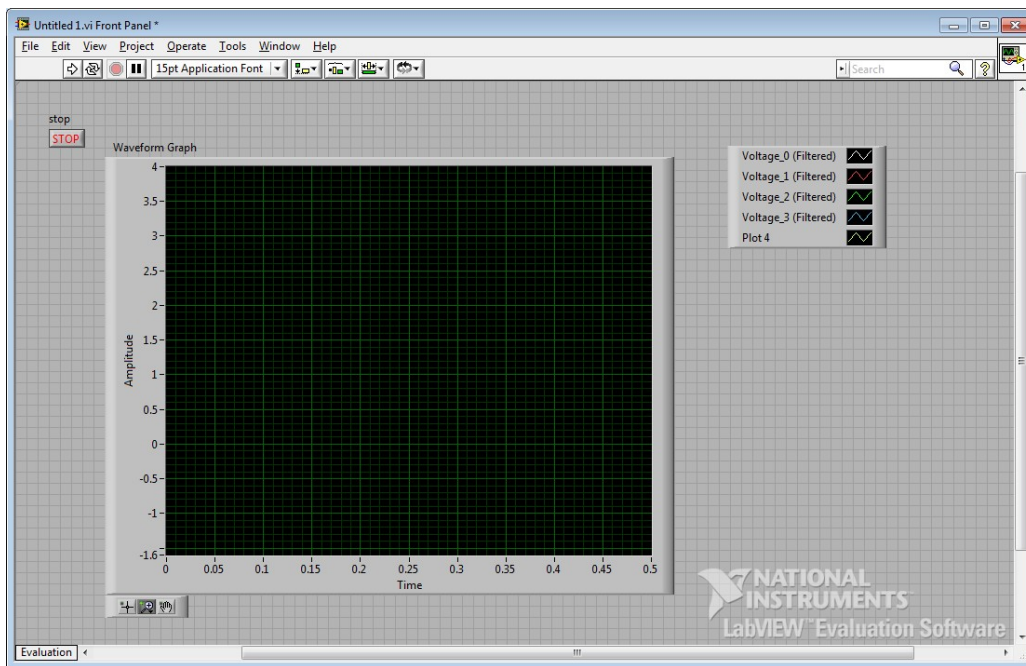 Untitled 1.vi Front Panel *
File Edit View Project Operate Tools Window Help
15pt Application Font
Search
?
1
stop
STOP
Waveform Graph
Voltage_0 (Filtered)
Voltage_1 (Filtered)
Voltage_2 (Filtered)
Voltage_3 (Filtered)
Plot 4
Amplitude
4
3.5
3
2.5
2
1.5
1
0.5
0
-0.5
-1
-1.6
0 0.05 0.1 0.15 0.2 0.25 0.3 0.35 0.4 0.45 0.5
Time
NATIONAL
INSTRUMENTS
LabVIEW™ Evaluation Software
Evaluation